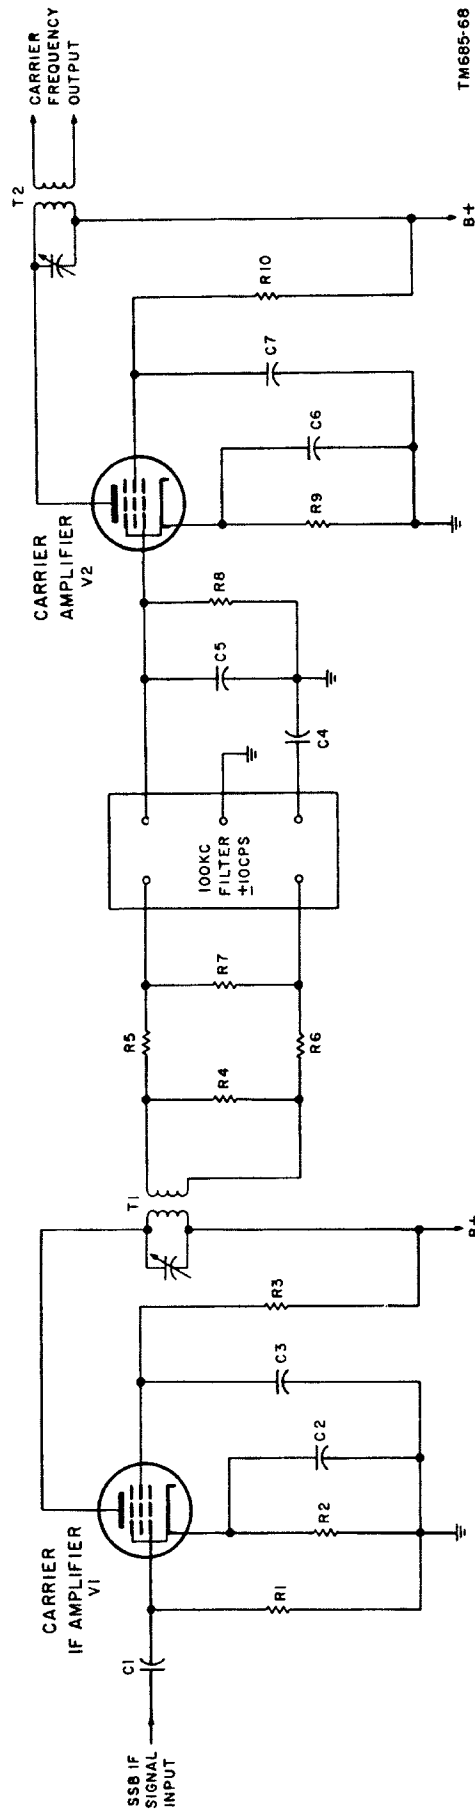 SSB IF
SIGNAL
INPUT
C1
CARRIER
IF AMPLIFIER
V1
R1
R2
C2
C3
R3
B+
T1
R4
R5
R6
R7
100KC
FILTER
±10CPS
C4
C5
R8
CARRIER
AMPLIFIER
V2
R9
C6
C7
R10
B+
T2
CARRIER
FREQUENCY
OUTPUT
TM685-68